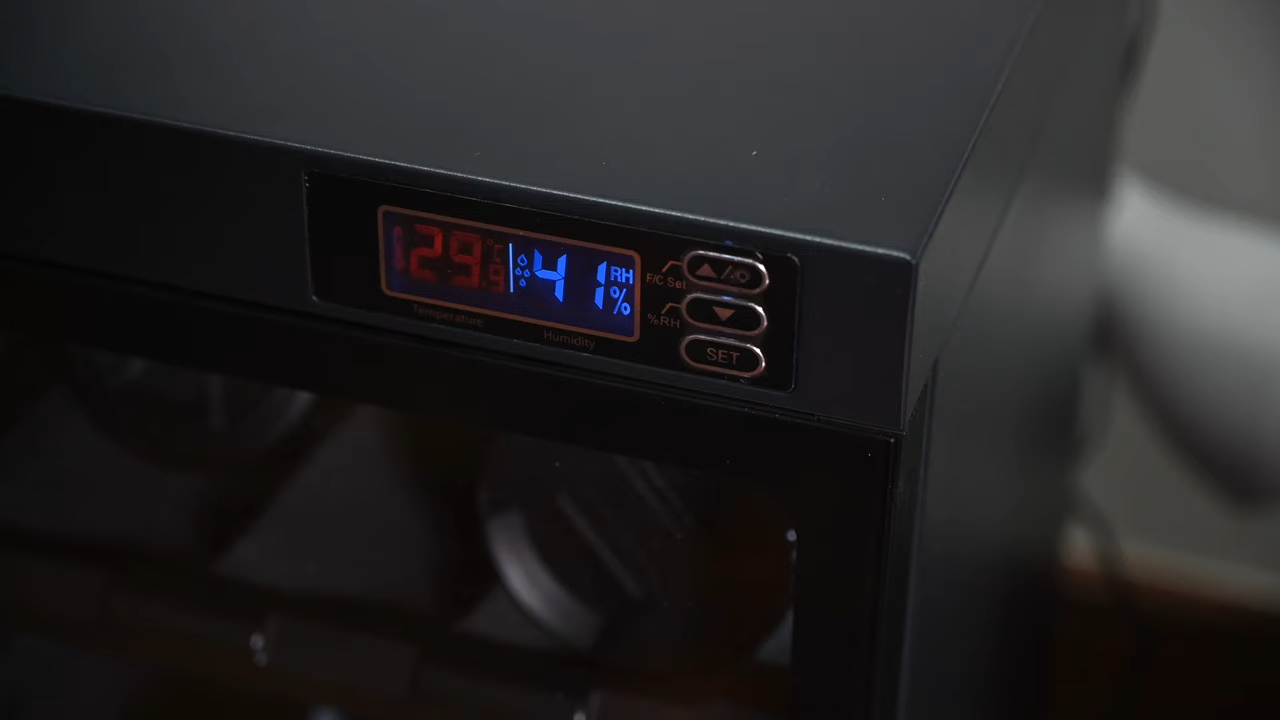 29.9 °C 41 RH %
Temperature
Humidity
F/C Set
%RH
SET